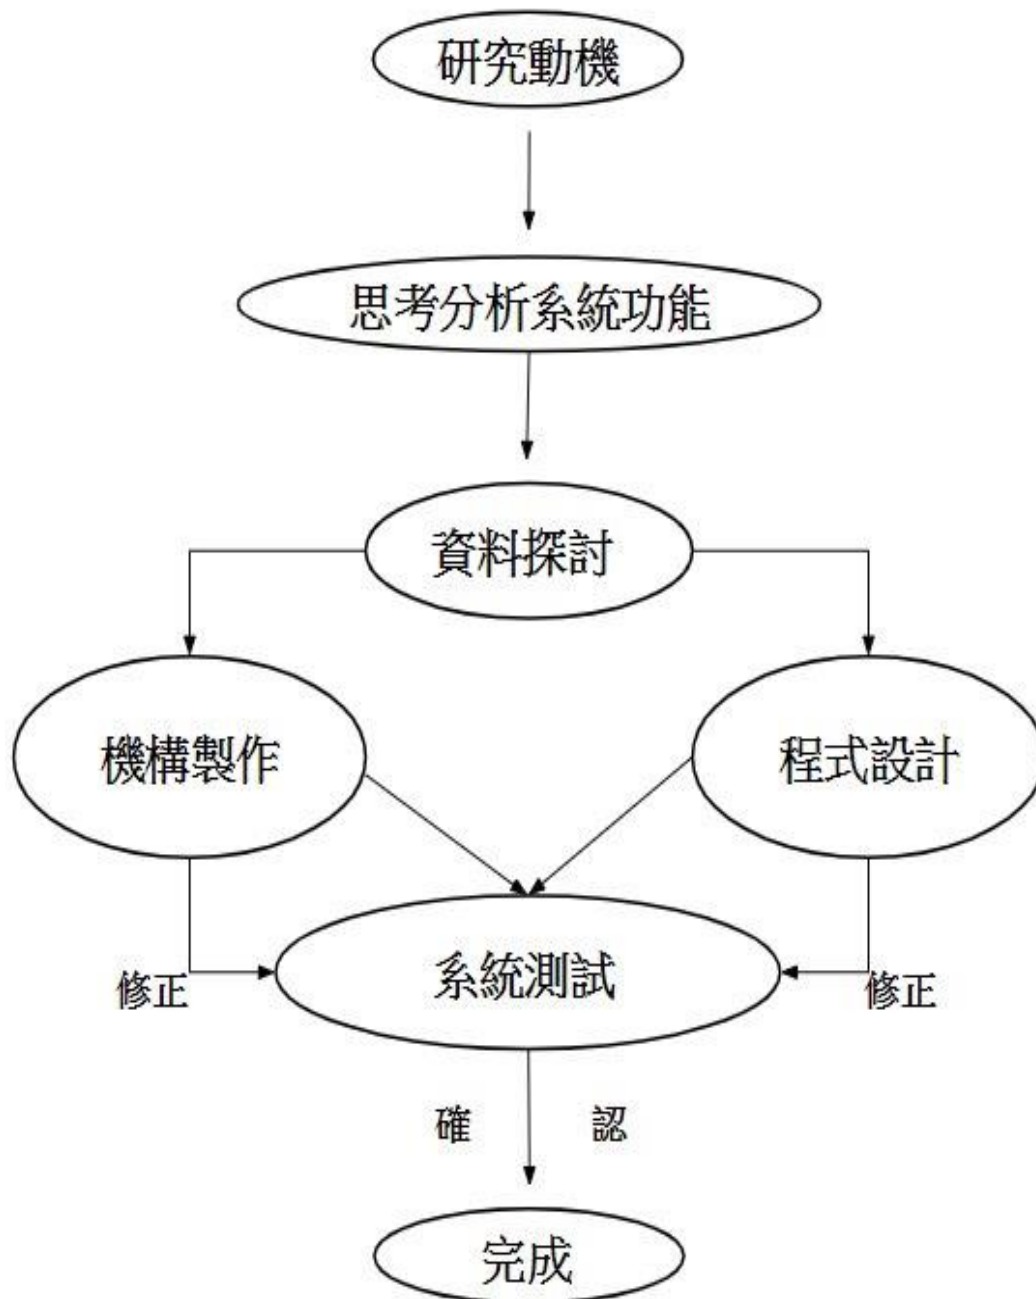 研究動機
思考分析系統功能
資料探討
機構製作
程式設計
系統測試
修正
修正
確 認
完成